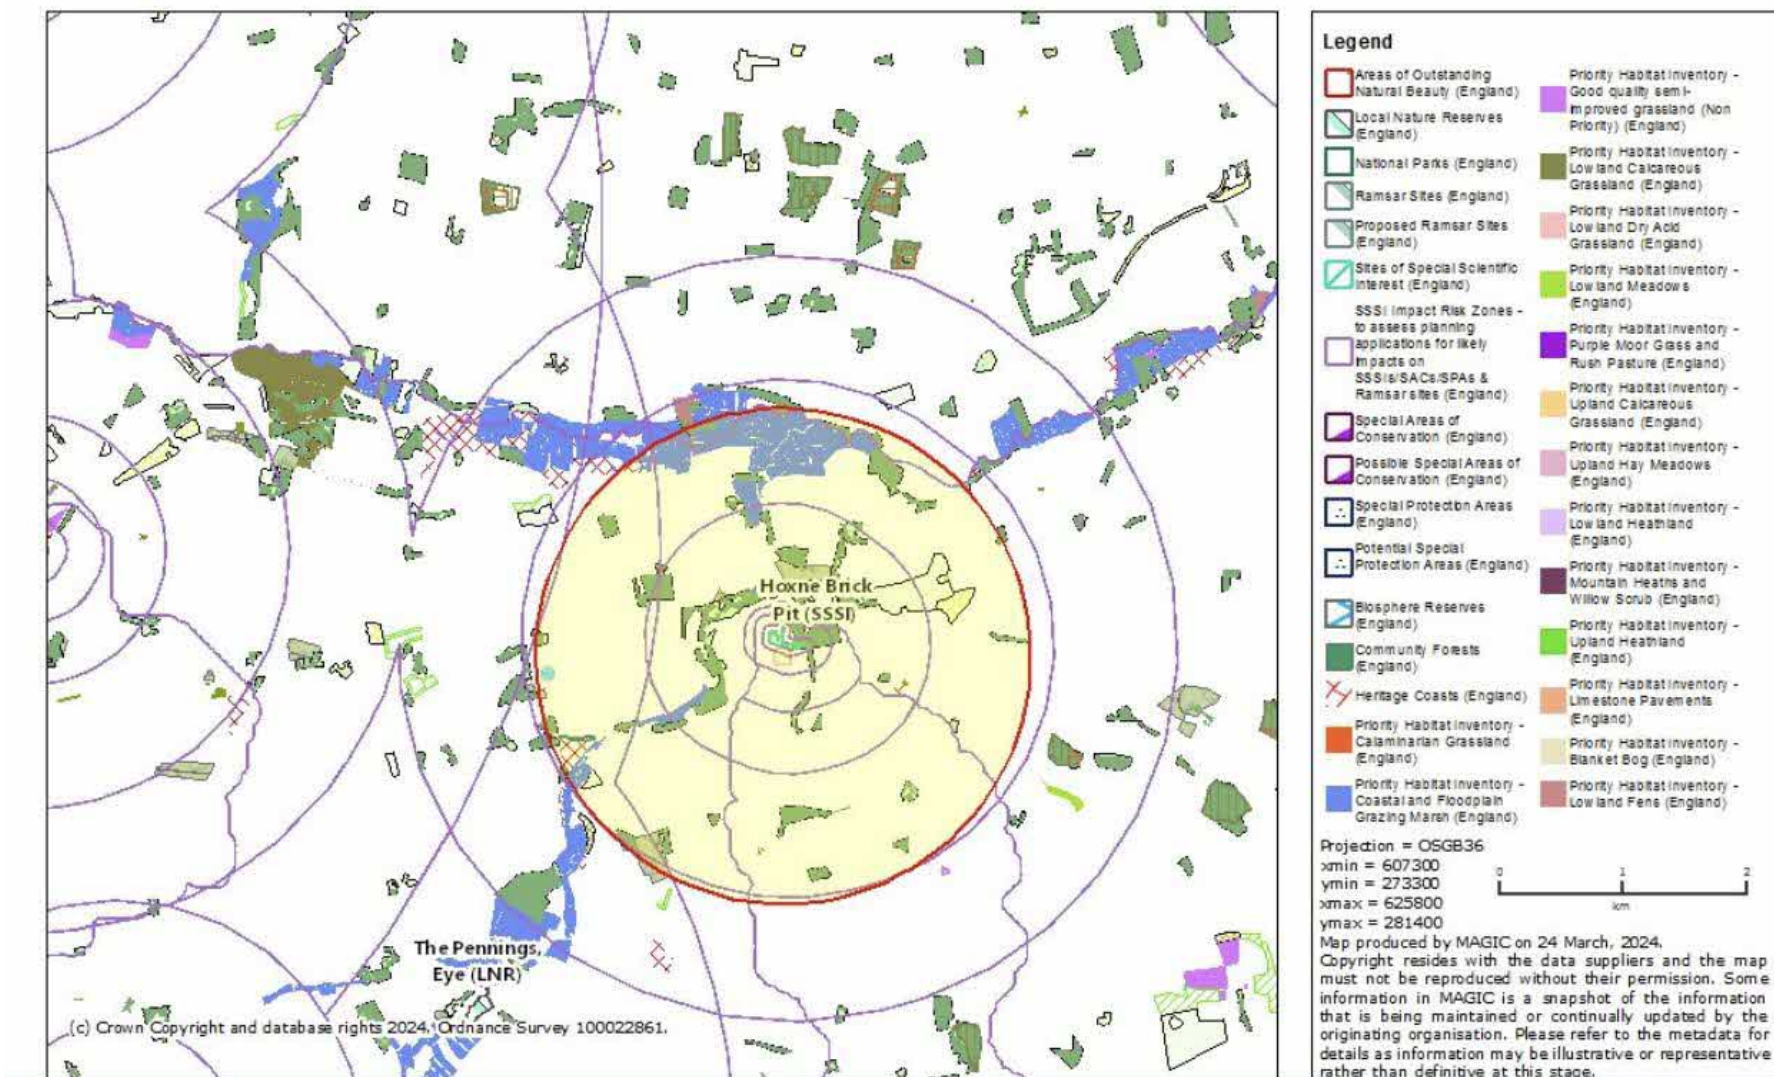 Hoxne Brick
Pit (SSSI)
The Pennings,
Eye (LNR)
(c) Crown Copyright and database rights 2024. Ordnance Survey 100022861.
Legend
Areas of Outstanding
Natural Beauty (England)
Local Nature Reserves
(England)
National Parks (England)
Ramsar Sites (England)
Proposed Ramsar Sites
(England)
Sites of Special Scientific
Interest (England)
SSSI Impact Risk Zones -
to assess planning
applications for likely
impacts on
SSSIs/SACs/SPAs &
Ramsar sites (England)
Special Areas of
Conservation (England)
Possible Special Areas of
Conservation (England)
Special Protection Areas
(England)
Potential Special
Protection Areas (England)
Biosphere Reserves
(England)
Community Forests
(England)
Heritage Coasts (England)
Priority Habitat Inventory -
Calaminarian Grassland
(England)
Priority Habitat Inventory -
Coastal and Floodplain
Grazing Marsh (England)
Priority Habitat Inventory -
Good quality semi-
improved grassland (Non
Priority) (England)
Priority Habitat Inventory -
Lowland Calcareous
Grassland (England)
Priority Habitat Inventory -
Lowland Dry Acid
Grassland (England)
Priority Habitat Inventory -
Lowland Meadows
(England)
Priority Habitat Inventory -
Purple Moor Grass and
Rush Pasture (England)
Priority Habitat Inventory -
Upland Calcareous
Grassland (England)
Priority Habitat Inventory -
Upland Hay Meadows
(England)
Priority Habitat Inventory -
Lowland Heathland
(England)
Priority Habitat Inventory -
Mountain Heaths and
Willow Scrub (England)
Priority Habitat Inventory -
Upland Heathland
(England)
Priority Habitat Inventory -
Limestone Pavements
(England)
Priority Habitat Inventory -
Blanket Bog (England)
Priority Habitat Inventory -
Lowland Fens (England)
Projection = OSGB36
xmin = 607300
ymin = 273300
xmax = 625800
ymax = 281400
0 1 2
km
Map produced by MAGIC on 24 March, 2024.
Copyright resides with the data suppliers and the map
must not be reproduced without their permission. Some
information in MAGIC is a snapshot of the information
that is being maintained or continually updated by the
originating organisation. Please refer to the metadata for
details as information may be illustrative or representative
rather than definitive at this stage.